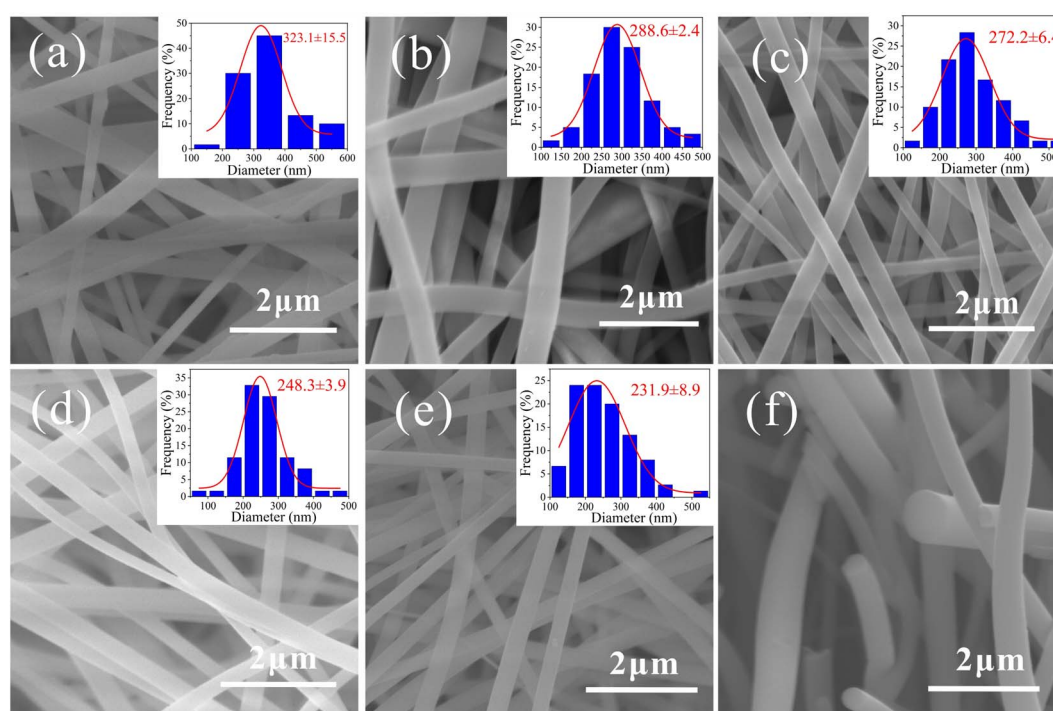 (a)
323.1±15.5
Frequency (%)
50
40
30
20
10
0
100 200 300 400 500 600
Diameter (nm)
2μm
(b)
288.6±2.4
Frequency (%)
30
25
20
15
10
5
0
100 150 200 250 300 350 400 450 500
Diameter (nm)
2μm
(c)
272.2±6.4
Frequency (%)
30
25
20
15
10
5
0
100 200 300 400 500
Diameter (nm)
2μm
(d)
248.3±3.9
Frequency (%)
35
30
25
20
15
10
5
0
100 200 300 400 500
Diameter (nm)
2μm
(e)
231.9±8.9
Frequency (%)
25
20
15
10
5
0
100 200 300 400 500
Diameter (nm)
2μm
(f)
2μm